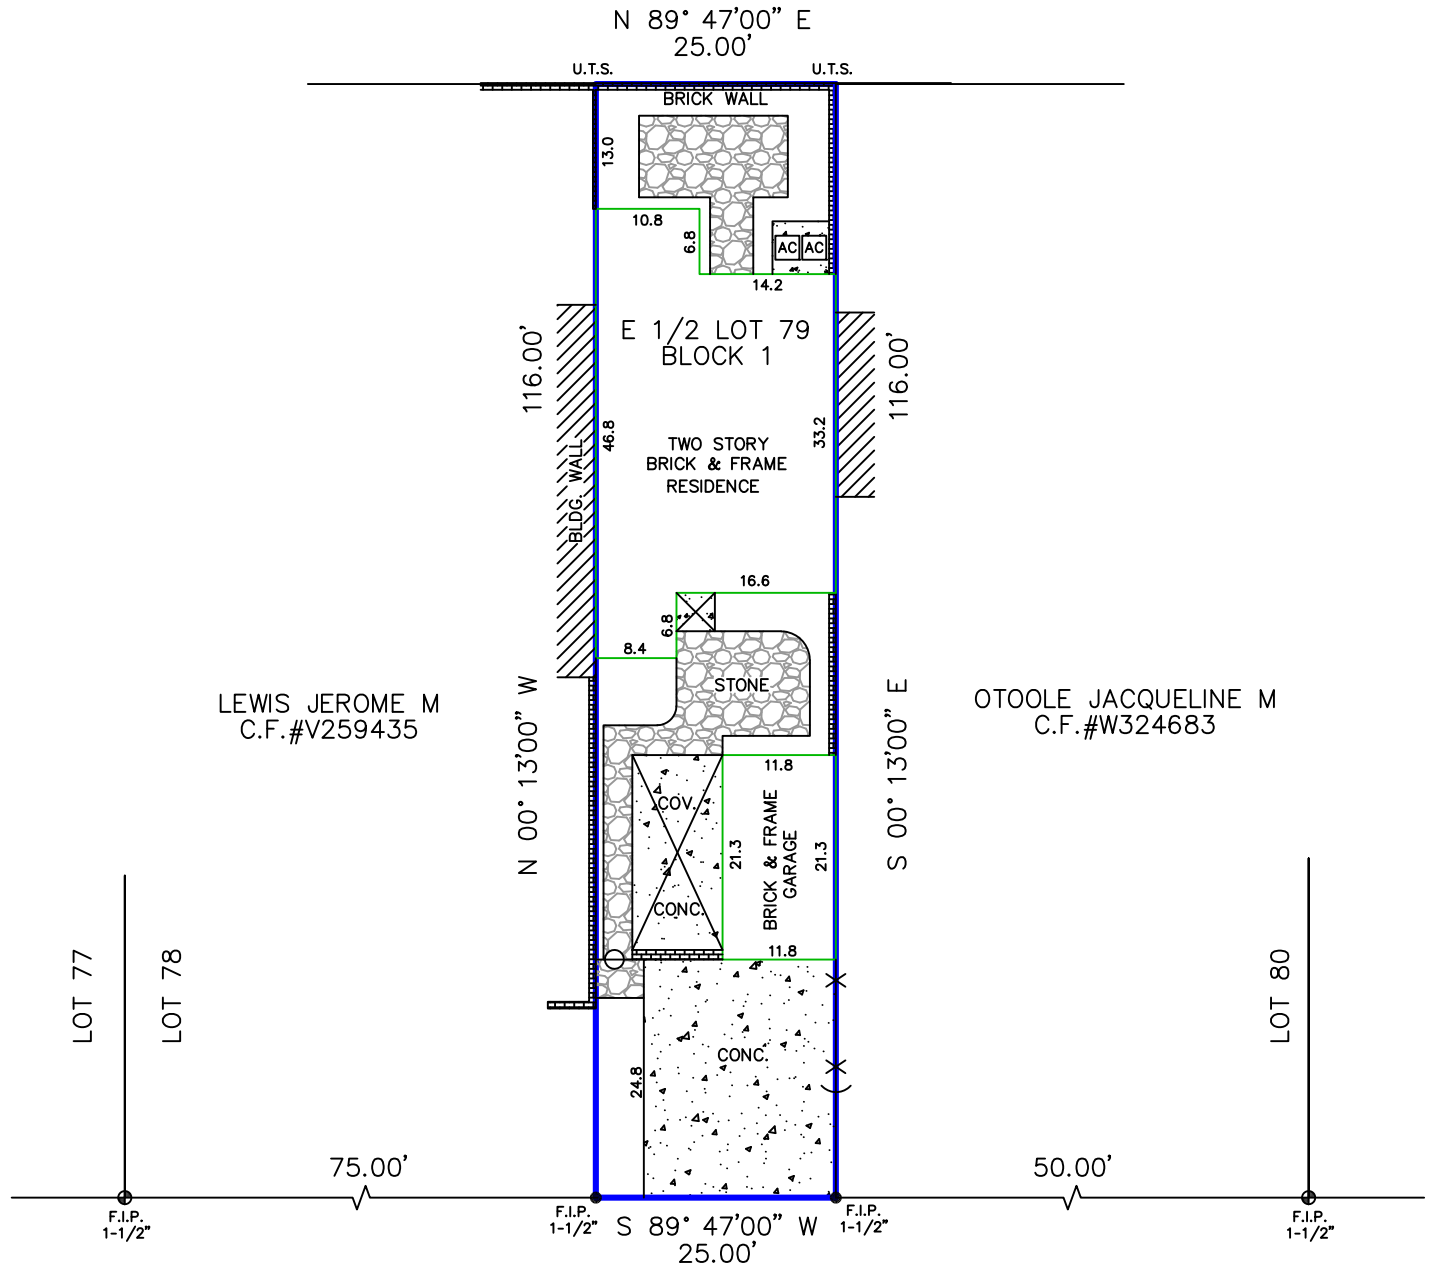 N 89° 47'00" E
25.00'
U.T.S.
U.T.S.
BRICK WALL
13.0
10.8
6.8
AC
AC
14.2
E 1/2 LOT 79
BLOCK 1
116.00'
116.00'
46.8
33.2
TWO STORY
BRICK & FRAME
RESIDENCE
BLDG. WALL
16.6
6.8
8.4
STONE
LEWIS JEROME M
C.F.#V259435
N 00° 13'00" W
S 00° 13'00" E
OTOOLE JACQUELINE M
C.F.#W324683
11.8
COV.
CONC.
21.3
BRICK & FRAME
GARAGE
21.3
11.8
LOT 77
LOT 78
LOT 80
CONC.
24.8
75.00'
50.00'
F.I.P.
1-1/2"
F.I.P.
1-1/2"
S 89° 47'00" W
25.00'
F.I.P.
1-1/2"
F.I.P.
1-1/2"